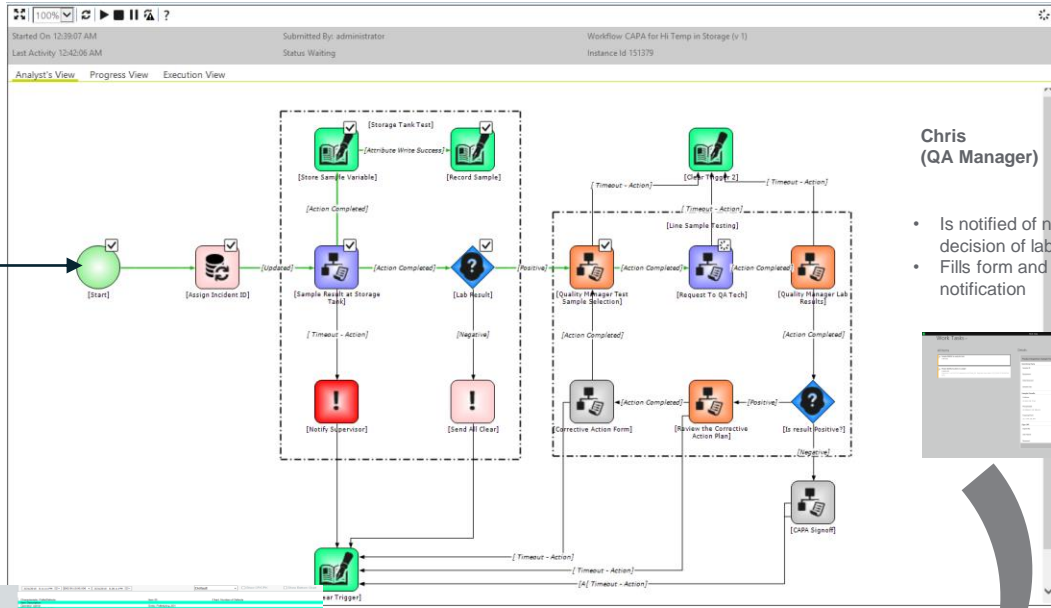 100%
?
Started On 12:39:07 AM
Submitted By: administrator
Workflow CAPA for Hi Temp in Storage (v 1)
Last Activity 12:42:06 AM
Status Waiting
Instance Id 151379
Analyst's View
Progress View
Execution View
[Storage Tank Test]
[Attribute Write Success]
[Store Sample Variable]
[Record Sample]
[Clear Trigger 2]
[ Timeout - Action]
[ Timeout - Action]
[Action Completed]
[ Timeout - Action]
[Line Sample Testing]
[Updated]
[Action Completed]
[Positive]
[Action Completed]
[Action Completed]
[Start]
[Assign Incident ID]
[Sample Result at Storage
Tank]
[Lab Result]
[Quality Manager Test
Sample Selection]
[Request To QA Tech]
[Quality Manager Lab
Results]
[ Timeout - Action]
[Negative]
[Action Completed]
[Action Completed]
[Action Completed]
[Positive]
[Notify Supervisor]
[Send All Clear]
[Corrective Action Form]
[Review the Corrective
Action Plan]
[Is result Positive?]
[Negative]
[CAPA Signoff]
[ Timeout - Action]
[ Timeout - Action]
[A[ Timeout - Action]
ear Trigger]
Chris
(QA Manager)
• Is notified of n
decision of lab
• Fills form and
notification
Work Tasks